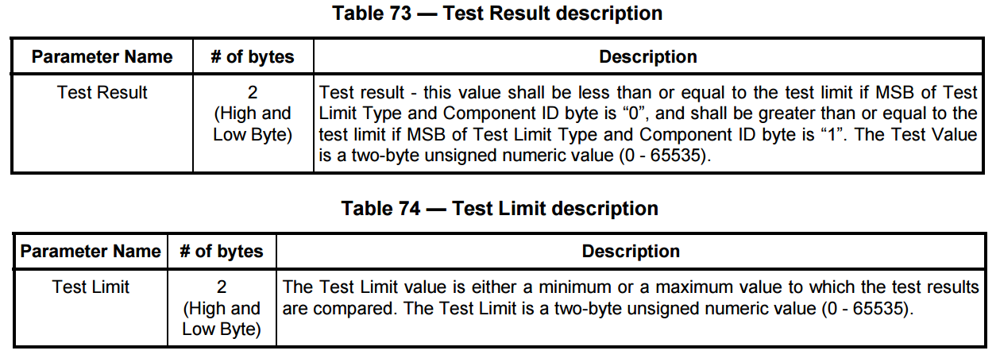 Table 73 — Test Result description
Parameter Name # of bytes Description
Test Result
2
(High and
Low Byte)
Test result - this value shall be less than or equal to the test limit if MSB of Test
Limit Type and Component ID byte is “0”, and shall be greater than or equal to the
test limit if MSB of Test Limit Type and Component ID byte is “1”. The Test Value
is a two-byte unsigned numeric value (0 - 65535).
Table 74 — Test Limit description
Parameter Name # of bytes Description
Test Limit
2
(High and
Low Byte)
The Test Limit value is either a minimum or a maximum value to which the test results
are compared. The Test Limit is a two-byte unsigned numeric value (0 - 65535).